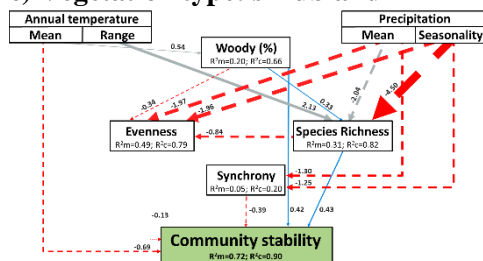 Annual temperature
Mean Range
Precipitation
Mean Seasonality
Woody (%)
R²m=0.20; R²c=0.66
0.54
-0.34
-1.97
-1.96
0.33
2.13
-2.04
-4.50
Evenness
R²m=0.49; R²c=0.79
-0.84
Species Richness
R²m=0.31; R²c=0.82
Synchrony
R²m=0.05; R²c=0.20
-1.30
-1.25
-0.39
0.42
0.43
-0.15
-0.69
Community stability
R²m=0.72; R²c=0.90